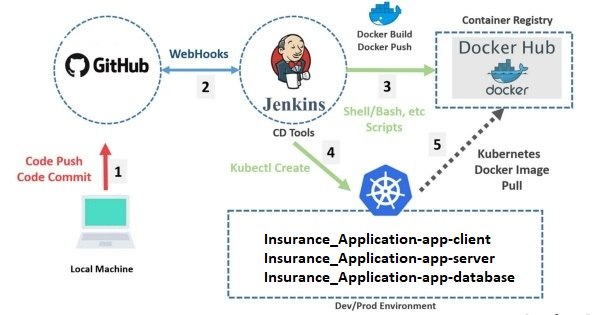 Docker Build
Docker Push
Container Registry
GitHub
WebHooks
2
Jenkins
CD Tools
3
Shell/Bash, etc
Scripts
Docker Hub
docker
Code Push
Code Commit
1
4
Kubectl Create
5
Kubernetes
Docker Image
Pull
Local Machine
Insurance_Application-app-client
Insurance_Application-app-server
Insurance_Application-app-database
Dev/Prod Environment